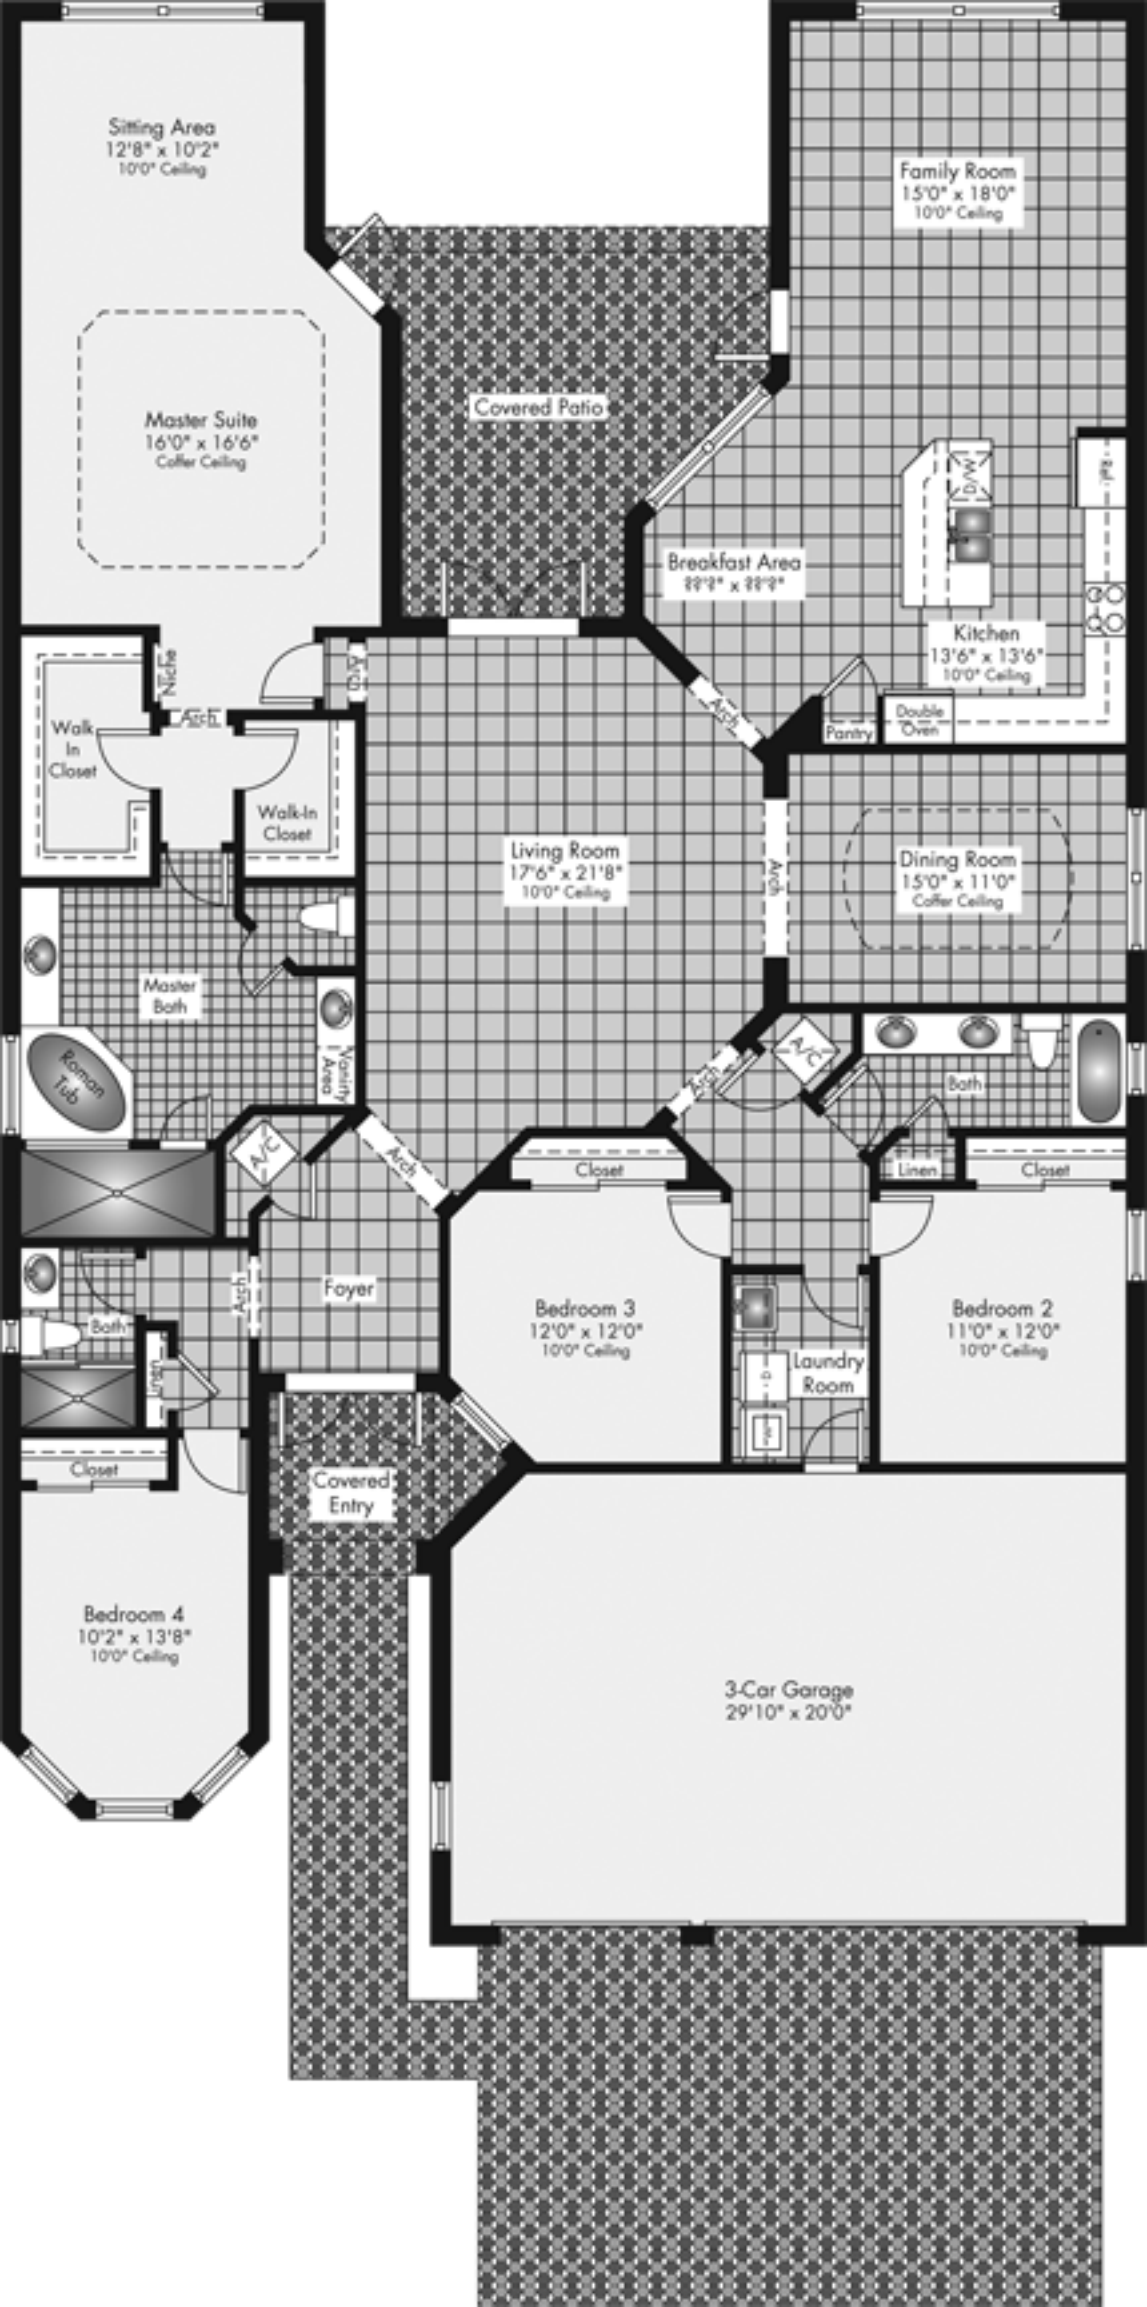 Sitting Area
12'8" x 10'2"
10'0" Ceiling
Family Room
15'0" x 18'0"
10'0" Ceiling
Covered Patio
Master Suite
16'0" x 16'6"
Coffer Ceiling
D/W
Ref.
Breakfast Area
??'?" x ??'?"
Kitchen
13'6" x 13'6"
10'0" Ceiling
Niche
Arch
Arch
Arch
Pantry
Double
Oven
Walk
In
Closet
Walk-In
Closet
Living Room
17'6" x 21'8"
10'0" Ceiling
Arch
Dining Room
15'0" x 11'0"
Coffer Ceiling
Master
Bath
Roman
Tub
Vanity
Area
Arch
A/C
Bath
A/C
Arch
Closet
Linen
Closet
Arch
Foyer
Bath
Linen
Bedroom 3
12'0" x 12'0"
10'0" Ceiling
Bedroom 2
11'0" x 12'0"
10'0" Ceiling
Laundry
Room
D
W
Closet
Covered
Entry
Bedroom 4
10'2" x 13'8"
10'0" Ceiling
3-Car Garage
29'10" x 20'0"